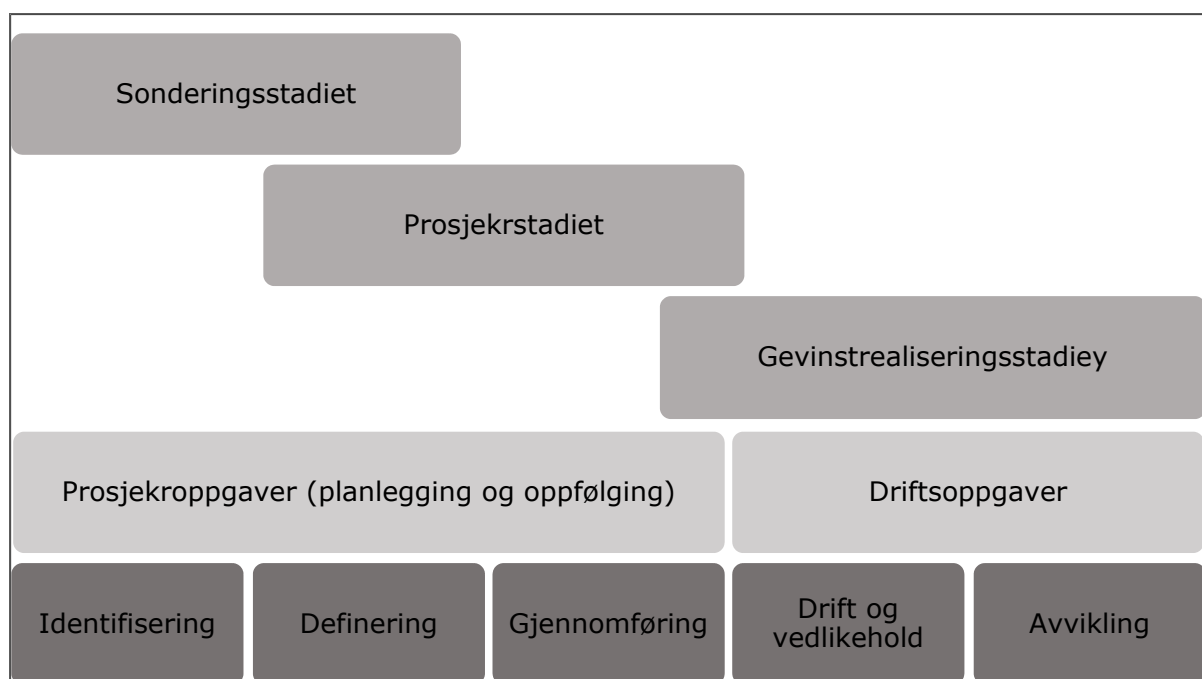 Sonderingsstadiet
Prosjekrstadiet
Gevinstrealiseringsstadiey
Prosjekroppgaver (planlegging og oppfølging)
Driftsoppgaver
Identifisering
Definering
Gjennomføring
Drift og
vedlikehold
Avvikling